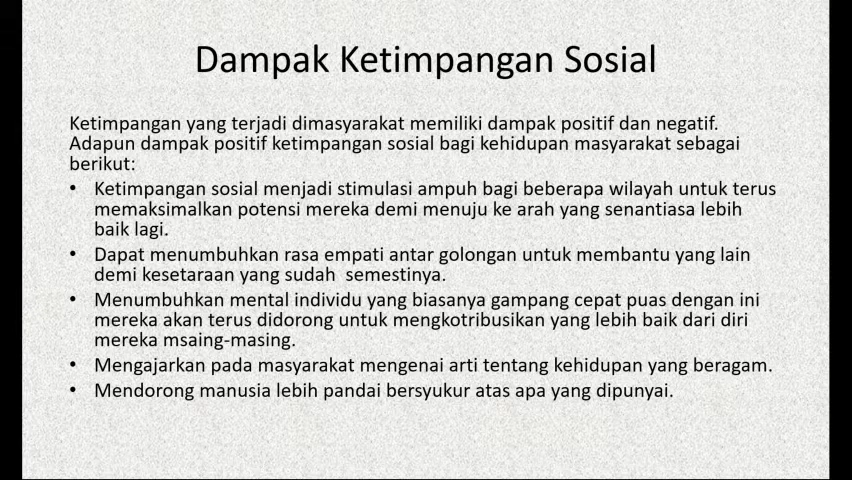 Dampak Ketimpangan Sosial
Ketimpangan yang terjadi dimasyarakat memiliki dampak positif dan negatif.
Adapun dampak positif ketimpangan sosial bagi kehidupan masyarakat sebagai
berikut:
• Ketimpangan sosial menjadi stimulasi ampuh bagi beberapa wilayah untuk terus
memaksimalkan potensi mereka demi menuju ke arah yang senantiasa lebih
baik lagi.
• Dapat menumbuhkan rasa empati antar golongan untuk membantu yang lain
demi kesetaraan yang sudah  semestinya.
• Menumbuhkan mental individu yang biasanya gampang cepat puas dengan ini
mereka akan terus didorong untuk mengkotribusikan yang lebih baik dari diri
mereka msaing-masing.
• Mengajarkan pada masyarakat mengenai arti tentang kehidupan yang beragam.
• Mendorong manusia lebih pandai bersyukur atas apa yang dipunyai.